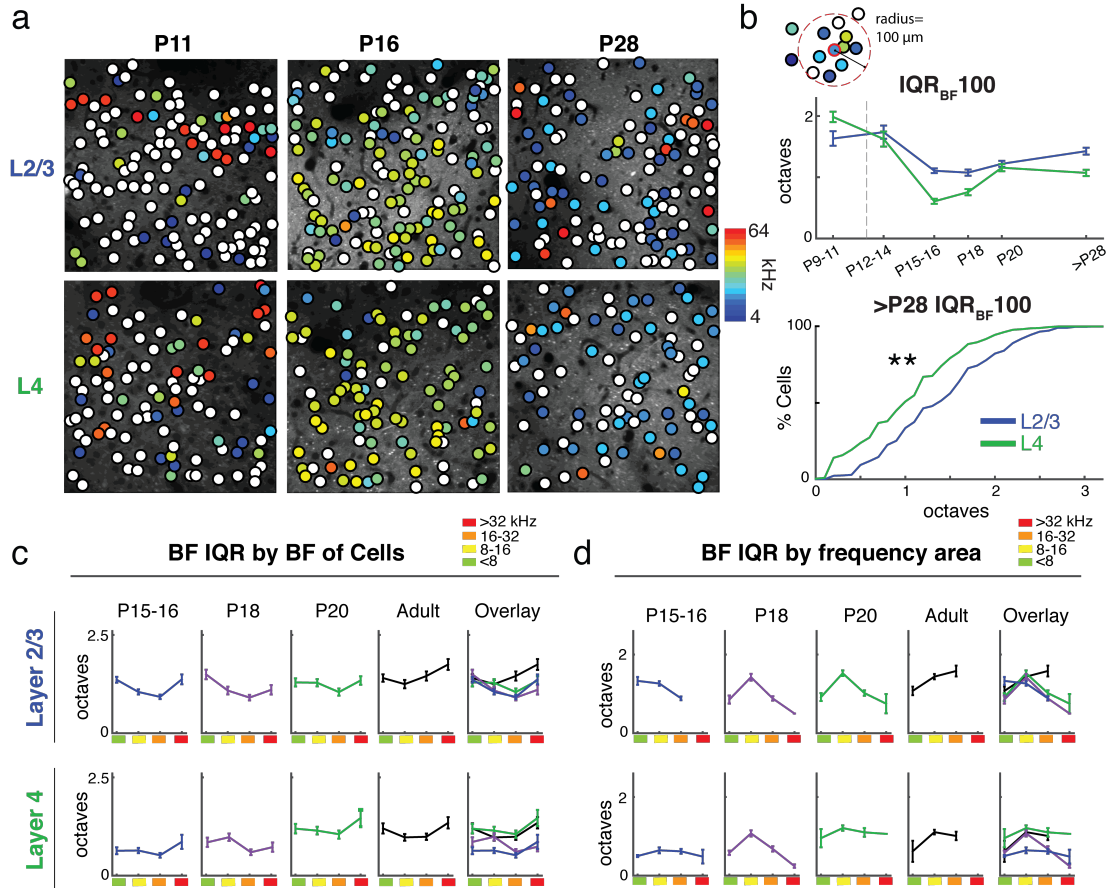 a
P11
P16
P28
L2/3
L4
64
kHz
4
b
radius=
100 µm
IQRBF100
2
1
0
octaves
P9-11
P12-14
P15-16
P18
P20
>P28
>P28 IQRBF100
100
% Cells
0
**
L2/3
L4
0
1
2
3
octaves
c
BF IQR by BF of Cells
>32 kHz
16-32
8-16
<8
P15-16
P18
P20
Adult
Overlay
Layer 2/3
octaves
2.5
0
Layer 4
octaves
2.5
0
d
BF IQR by frequency area
>32 kHz
16-32
8-16
<8
P15-16
P18
P20
Adult
Overlay
octaves
2
0
octaves
2
0